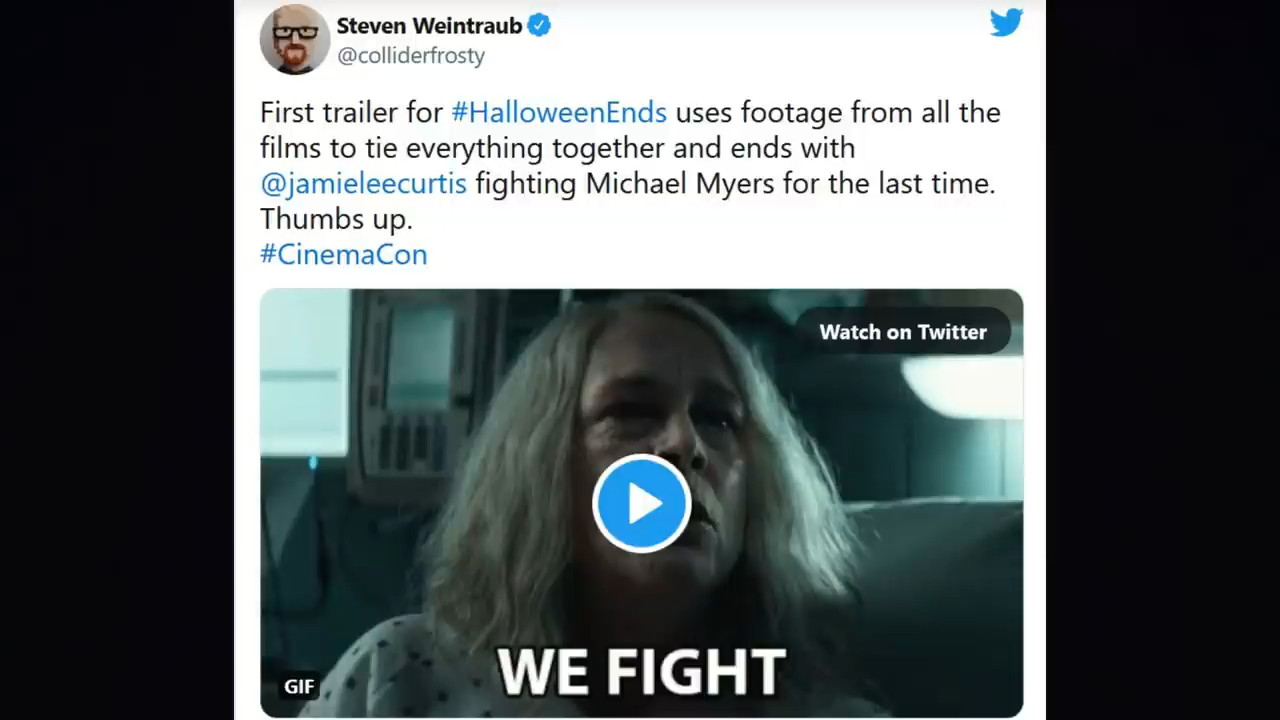 Steven Weintraub
@colliderfrosty
First trailer for #HalloweenEnds uses footage from all the
films to tie everything together and ends with
@jamieleecurtis fighting Michael Myers for the last time.
Thumbs up.
#CinemaCon
Watch on Twitter
WE FIGHT
GIF